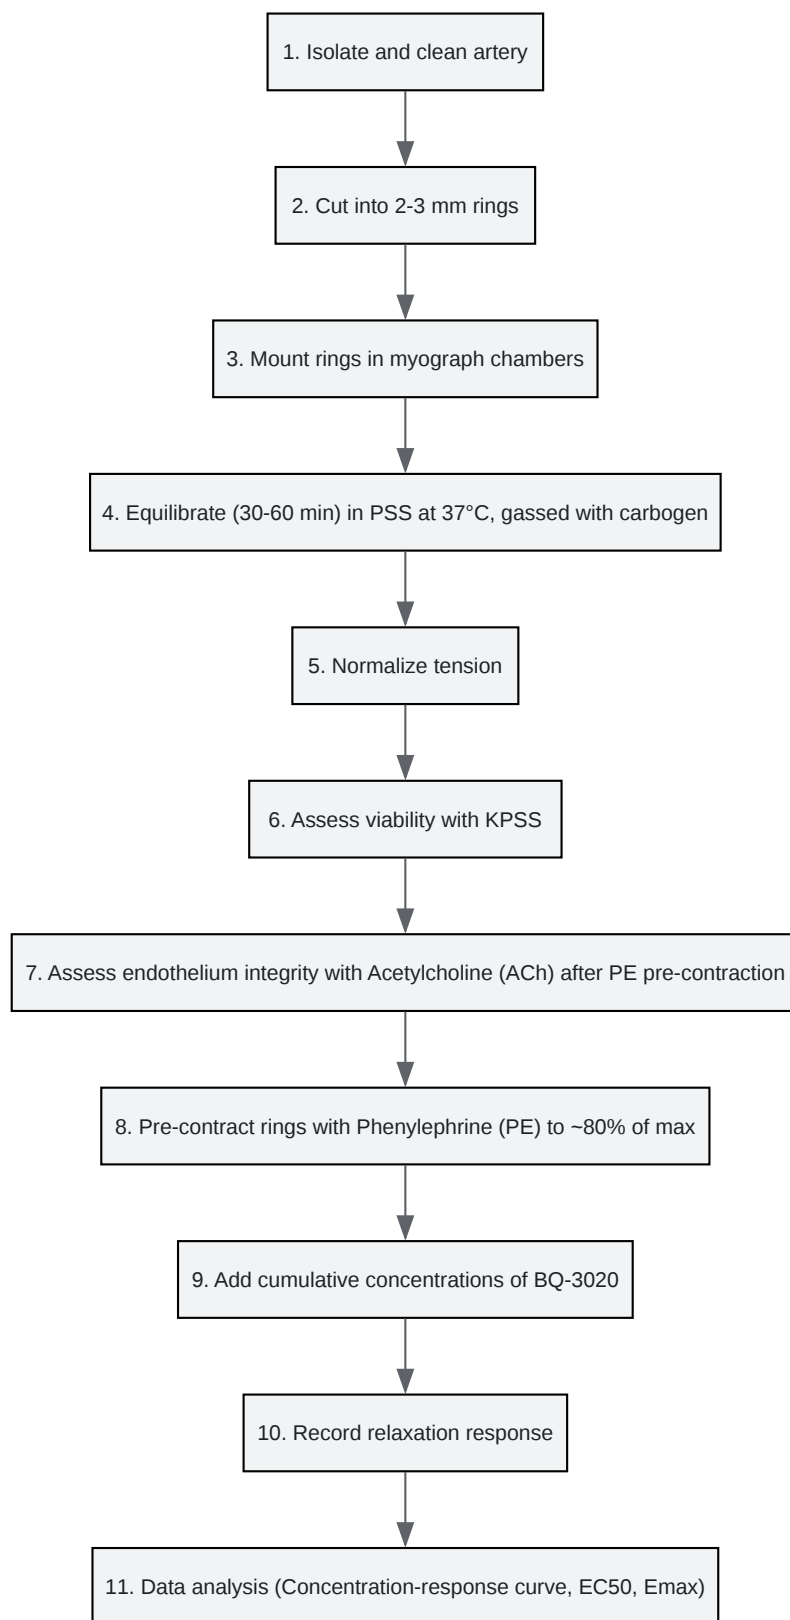 1. Isolate and clean artery
2. Cut into 2-3 mm rings
3. Mount rings in myograph chambers
4. Equilibrate (30-60 min) in PSS at 37°C, gassed with carbogen
5. Normalize tension
6. Assess viability with KPSS
7. Assess endothelium integrity with Acetylcholine (ACh) after PE pre-contraction
8. Pre-contract rings with Phenylephrine (PE) to ~80% of max
9. Add cumulative concentrations of BQ-3020
10. Record relaxation response
11. Data analysis (Concentration-response curve, EC50, Emax)